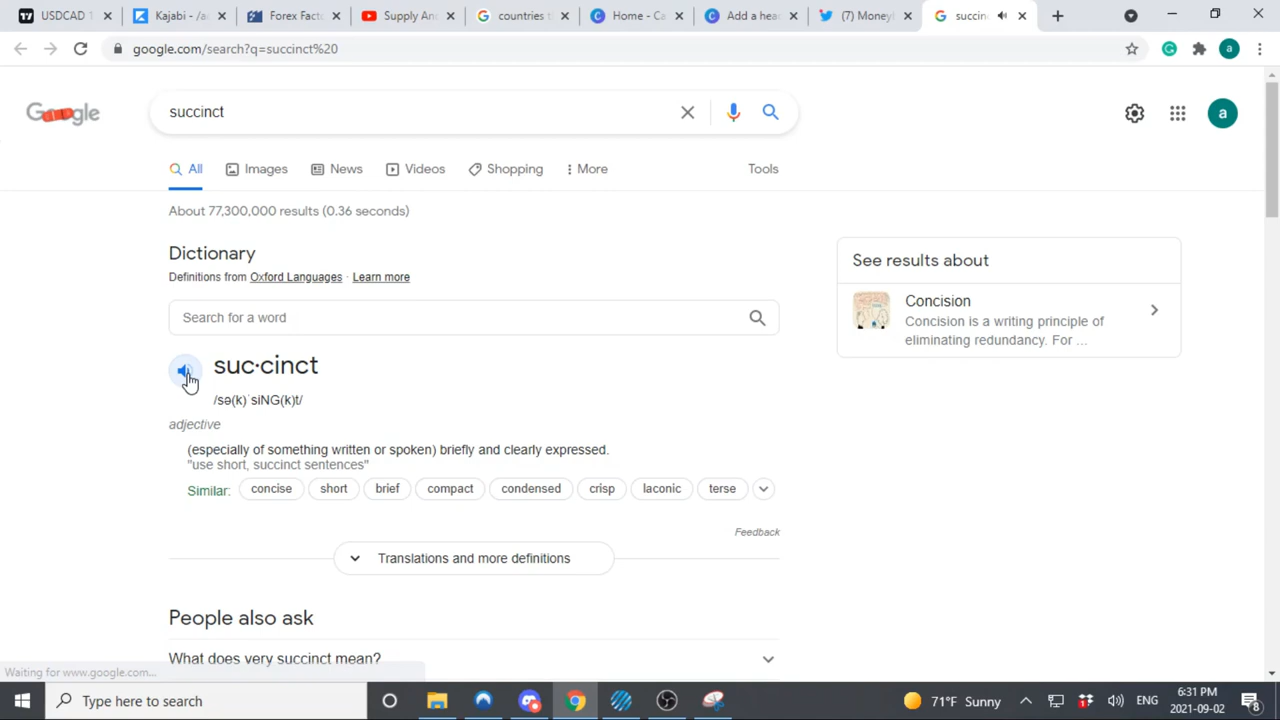 USDCAD 1
Kajabi - /a
Forex Fact
Supply An
countries t
Home - Ca
Add a hea
(7) Money
succin
google.com/search?q=succinct%20
a
Google
succinct
a
All
Images
News
Videos
Shopping
More
Tools
About 77,300,000 results (0.36 seconds)
Dictionary
Definitions from Oxford Languages · Learn more
Search for a word
suc·cinct
/sə(k)ˈsiNG(k)t/
adjective
(especially of something written or spoken) briefly and clearly expressed.
"use short, succinct sentences"
Similar:
concise
short
brief
compact
condensed
crisp
laconic
terse
Feedback
Translations and more definitions
People also ask
What does very succinct mean?
See results about
Concision
Concision is a writing principle of
eliminating redundancy. For ...
Waiting for www.google.com...
Type here to search
71°F Sunny
ENG
6:31 PM
2021-09-02
8